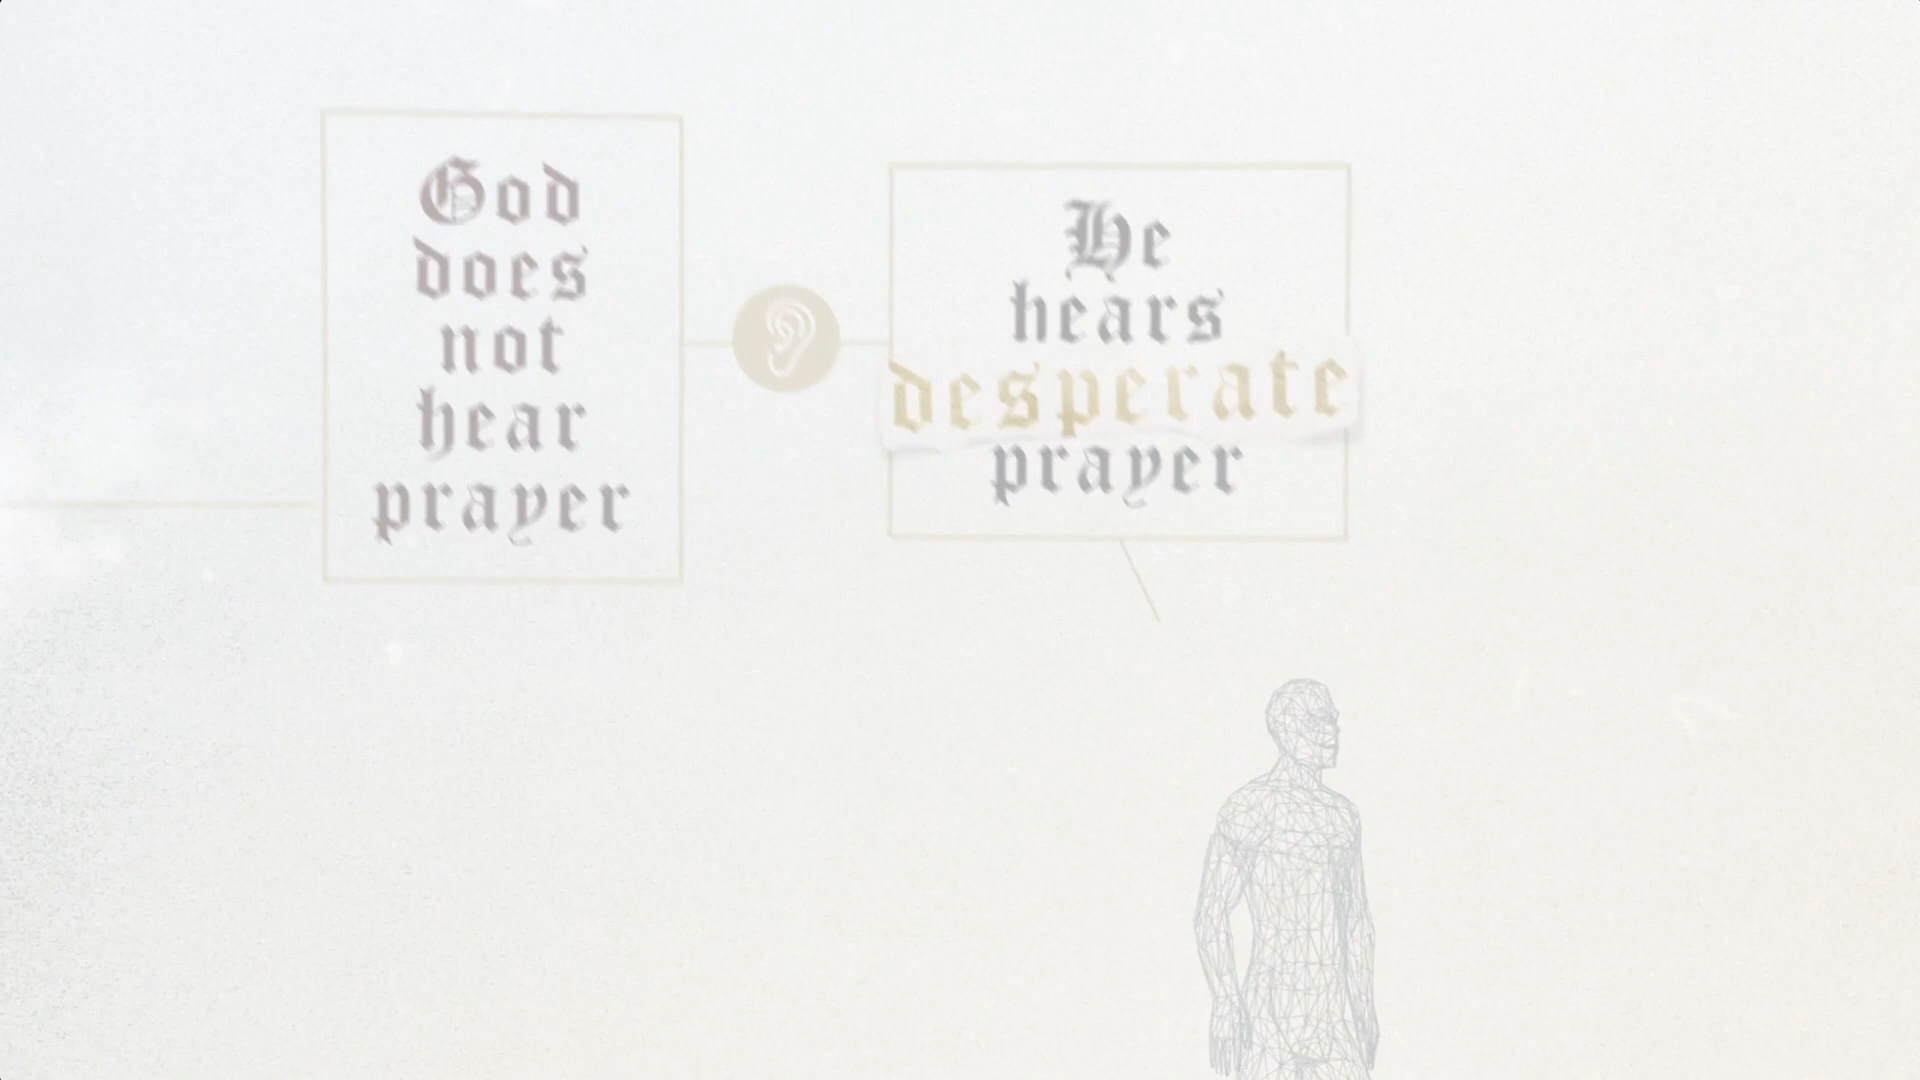 God
does
not
hear
prayer
He
hears
desperate
prayer